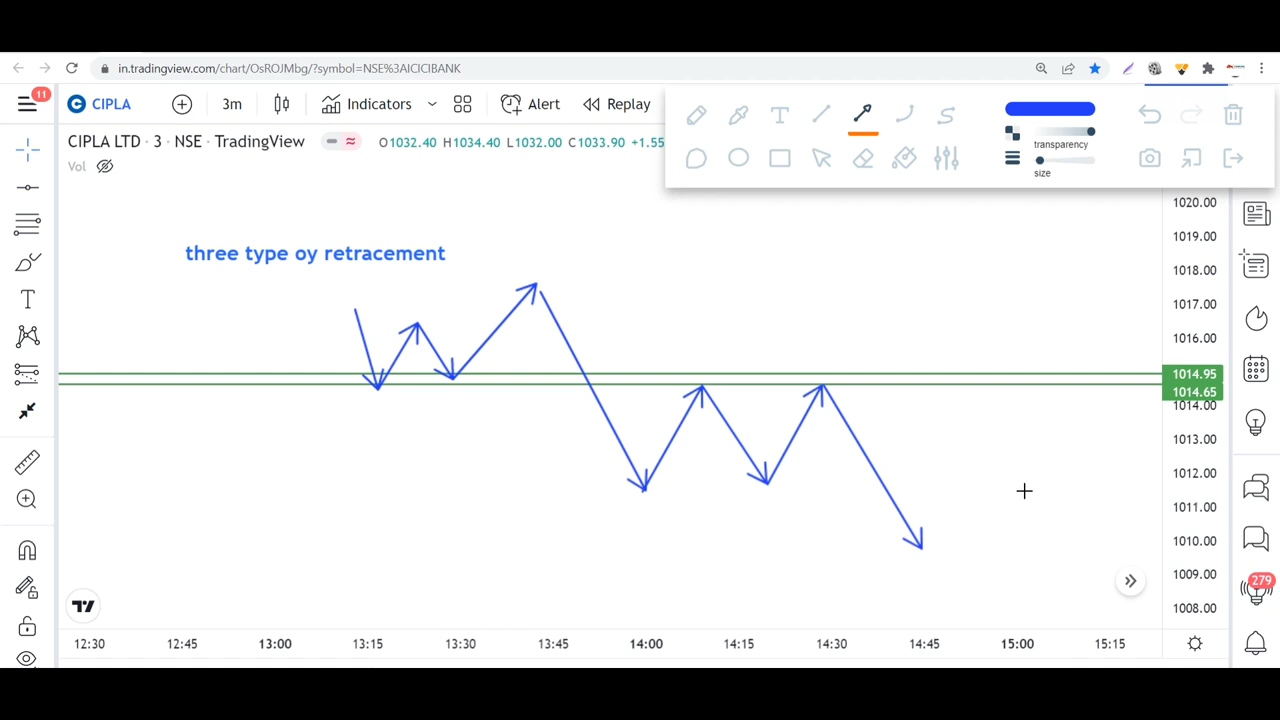 in.tradingview.com/chart/OsROJMbg/?symbol=NSE%3AICICIBANK
11
CIPLA
3m
Indicators
Alert
Replay
CIPLA LTD · 3 · NSE · TradingView
O1032.40 H1034.40 L1032.00 C1033.90 +1.55
Vol
transparency
size
three type oy retracement
1020.00
1019.00
1018.00
1017.00
1016.00
1014.95
1014.65
1014.00
1013.00
1012.00
1011.00
1010.00
1009.00
1008.00
279
12:30 12:45 13:00 13:15 13:30 13:45 14:00 14:15 14:30 14:45 15:00 15:15